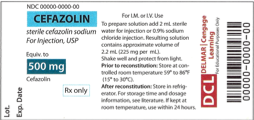 NDC 00000-0000-00
CEFAZOLIN
sterile cefazolin sodium
For Injection, USP
Equiv. to
500 mg
Cefazolin
Rx only
Lot.
Exp. Date
For I.M. or I.V. Use
To prepare solution add 2 mL sterile
water for injection or 0.9% sodium
chloride injection. Resulting solution
contains approximate volume of
2.2 mL (225 mg per mL).
Shake well and protect from light.
Prior to reconstitution: Store at con-
trolled room temperature 59° to 86°F
(15° to 30°C).
After reconstitution: Store in refrig-
erator. For storage time and dosage
information, see literature. If kept at
room temperature, use within 24 hours.
DCL
DELMAR | Cengage
Learning
For Educational Purposes Only